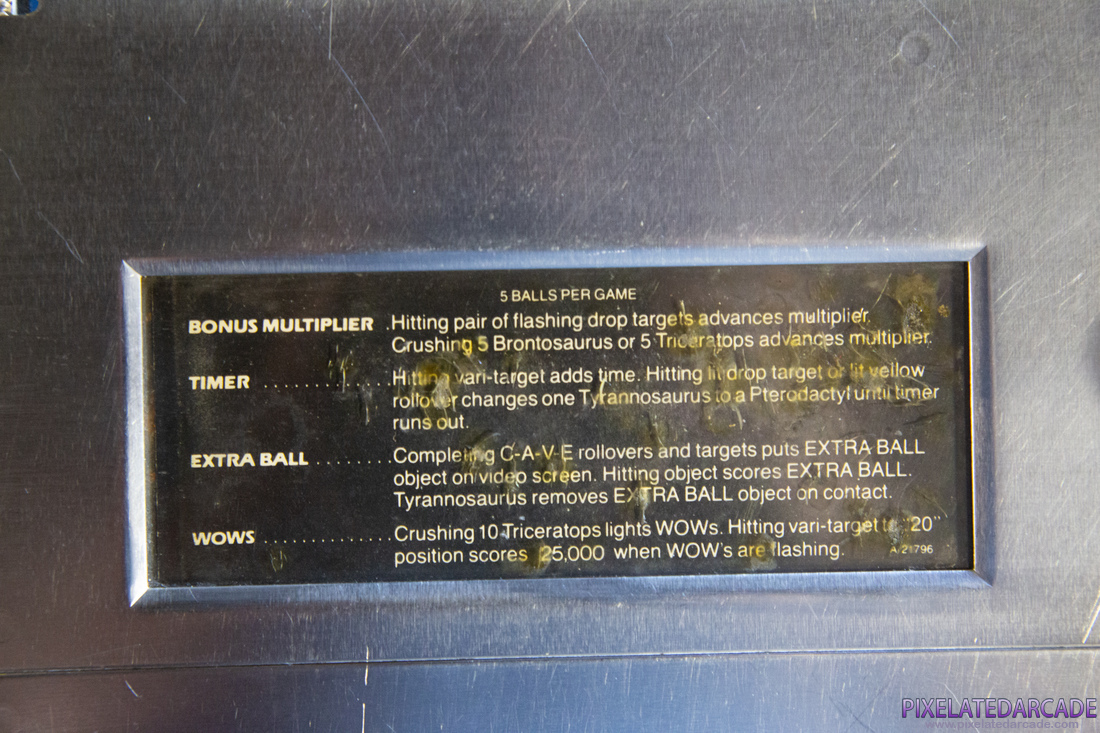 5 BALLS PER GAME
BONUS MULTIPLIER . Hitting pair of flashing drop targets advances multiplier.
Crushing 5 Brontosaurus or 5 Triceratops advances multiplier.
TIMER ................ Hitting vari-target adds time. Hitting lit drop target or lit yellow
rollover changes one Tyrannosaurus to a Pterodactyl until timer
runs out.
EXTRA BALL ......... Completing C-A-V-E rollovers and targets puts EXTRA BALL
object on video screen. Hitting object scores EXTRA BALL.
Tyrannosaurus removes EXTRA BALL object on contact.
WOWS ............... Crushing 10 Triceratops lights WOWs. Hitting vari-target to "20"
position scores 25,000 when WOW's are flashing.
A-21796
PIXELATEDARCADE
www.pixelatedarcade.com